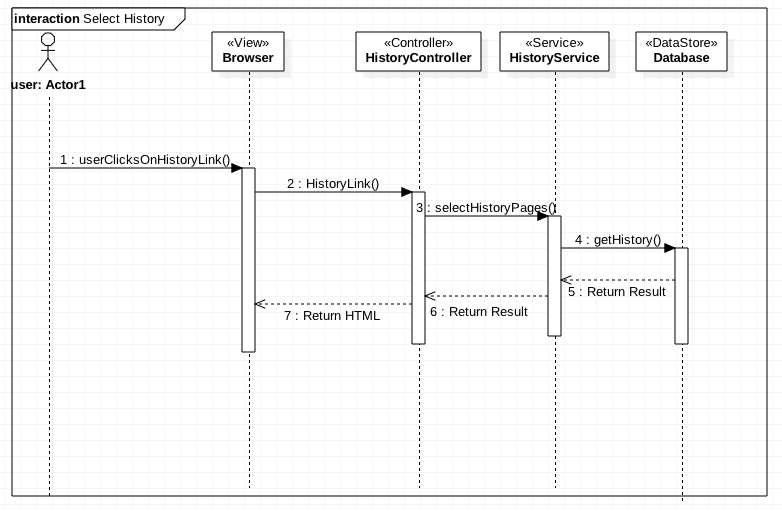 interaction Select History
user: Actor1
«View»
Browser
«Controller»
HistoryController
«Service»
HistoryService
«DataStore»
Database
1 : userClicksOnHistoryLink()
2 : HistoryLink()
3 : selectHistoryPages()
4 : getHistory()
5 : Return Result
6 : Return Result
7 : Return HTML